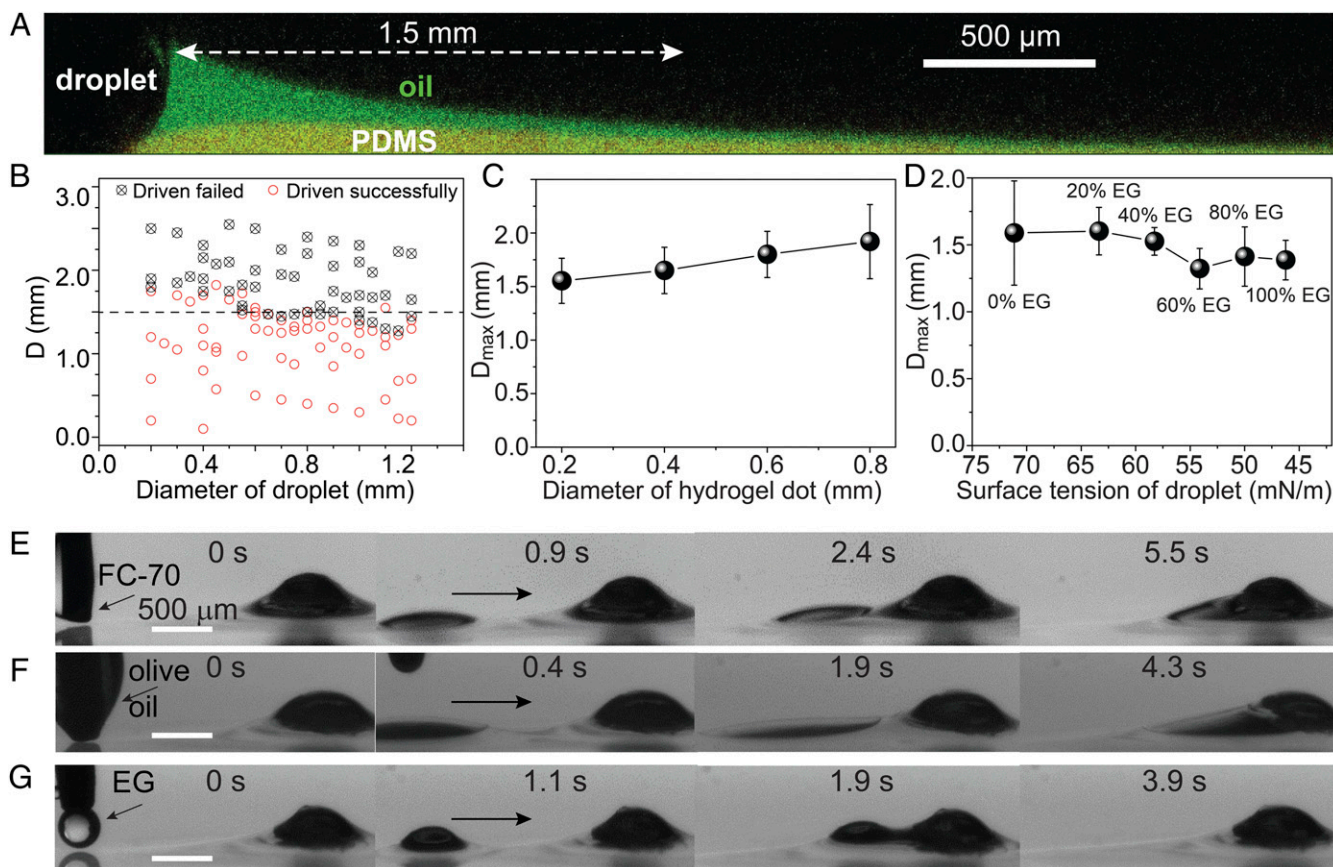 A
1.5 mm
500 μm
droplet
oil
PDMS
B
Driven failed
Driven successfully
3.0
2.0
1.0
0.0
D (mm)
0.0 0.4 0.8 1.2
Diameter of droplet (mm)
C
2.0
1.5
1.0
0.5
0.0
Dmax (mm)
0.2 0.4 0.6 0.8
Diameter of hydrogel dot (mm)
D
2.0
1.5
1.0
0.0
Dmax (mm)
20% EG
40% EG
80% EG
0% EG
60% EG
100% EG
75 70 65 60 55 50 45
Surface tension of droplet (mN/m)
E
0 s
0.9 s
2.4 s
5.5 s
FC-70
500 μm
F
0 s
0.4 s
1.9 s
4.3 s
olive
oil
G
EG
0 s
1.1 s
1.9 s
3.9 s